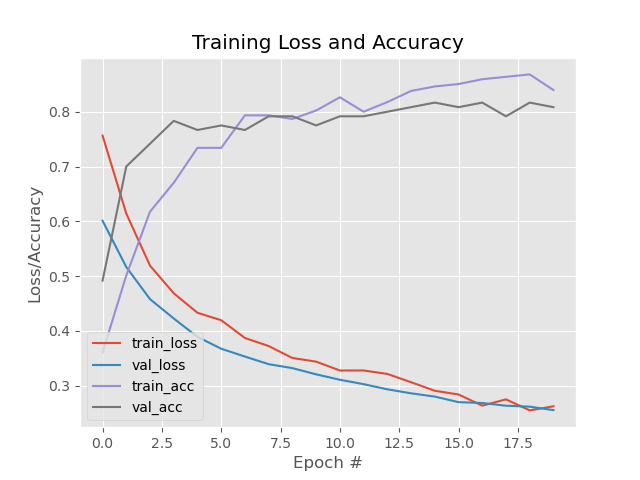 Training Loss and Accuracy
Loss/Accuracy
0.8
0.7
0.6
0.5
0.4
0.3
train_loss
val_loss
train_acc
val_acc
0.0 2.5 5.0 7.5 10.0 12.5 15.0 17.5
Epoch #